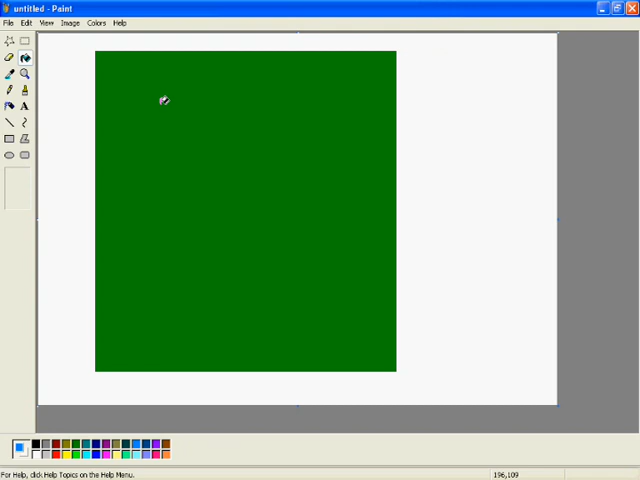 untitled - Paint
File Edit View Image Colors Help
A
For Help, click Help Topics on the Help Menu.
196,109